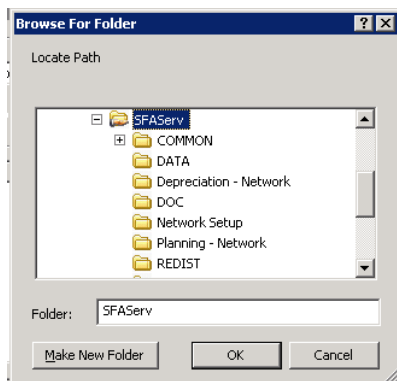 Browse For Folder
Locate Path
SFAServ
COMMON
DATA
Depreciation - Network
DOC
Network Setup
Planning - Network
REDIST
Folder: SFAServ
Make New Folder OK Cancel